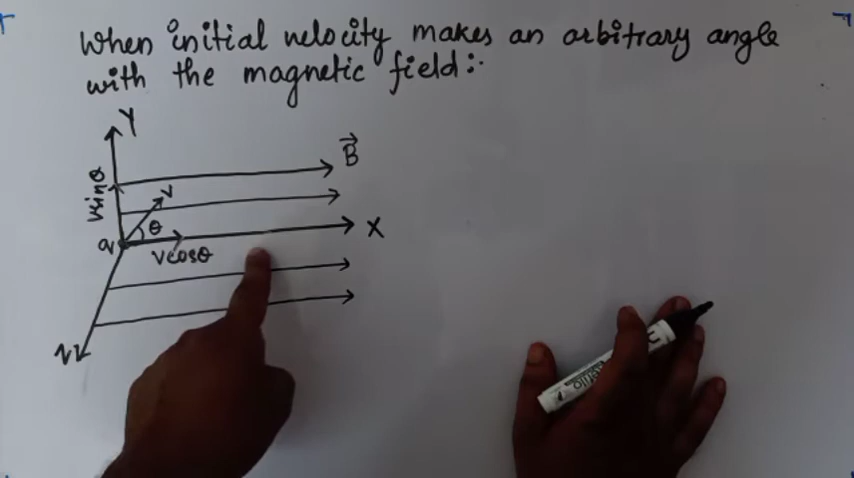 When initial velocity makes an arbitrary angle
with the magnetic field :-
Y
B
vsinθ
v
θ
X
q
vcosθ
Z